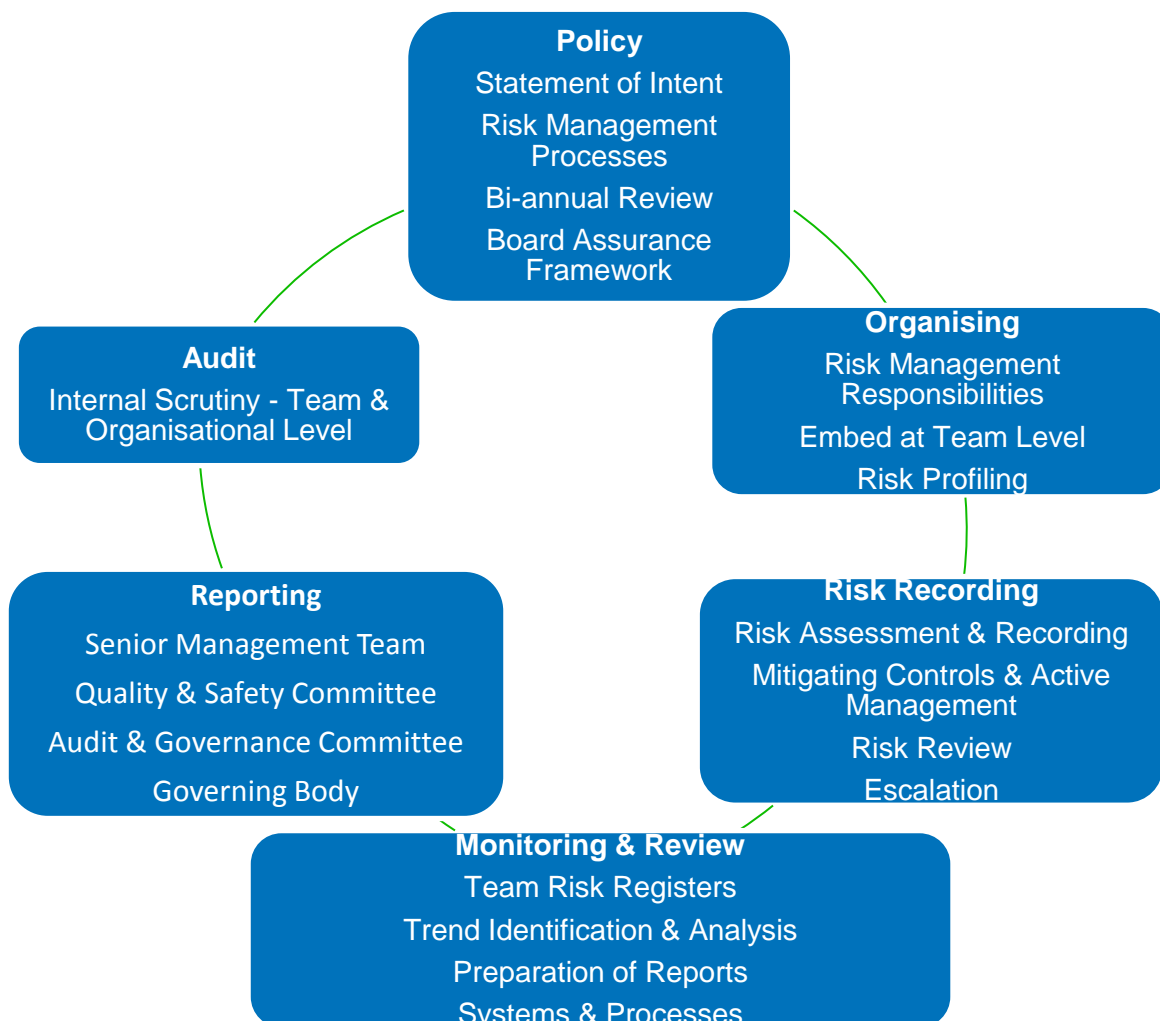 Policy
Statement of Intent
Risk Management
Processes
Bi-annual Review
Board Assurance
Framework
Organising
Risk Management
Responsibilities
Embed at Team Level
Risk Profiling
Risk Recording
Risk Assessment & Recording
Mitigating Controls & Active
Management
Risk Review
Escalation
Monitoring & Review
Team Risk Registers
Trend Identification & Analysis
Preparation of Reports
Systems & Processes
Reporting
Senior Management Team
Quality & Safety Committee
Audit & Governance Committee
Governing Body
Audit
Internal Scrutiny - Team &
Organisational Level